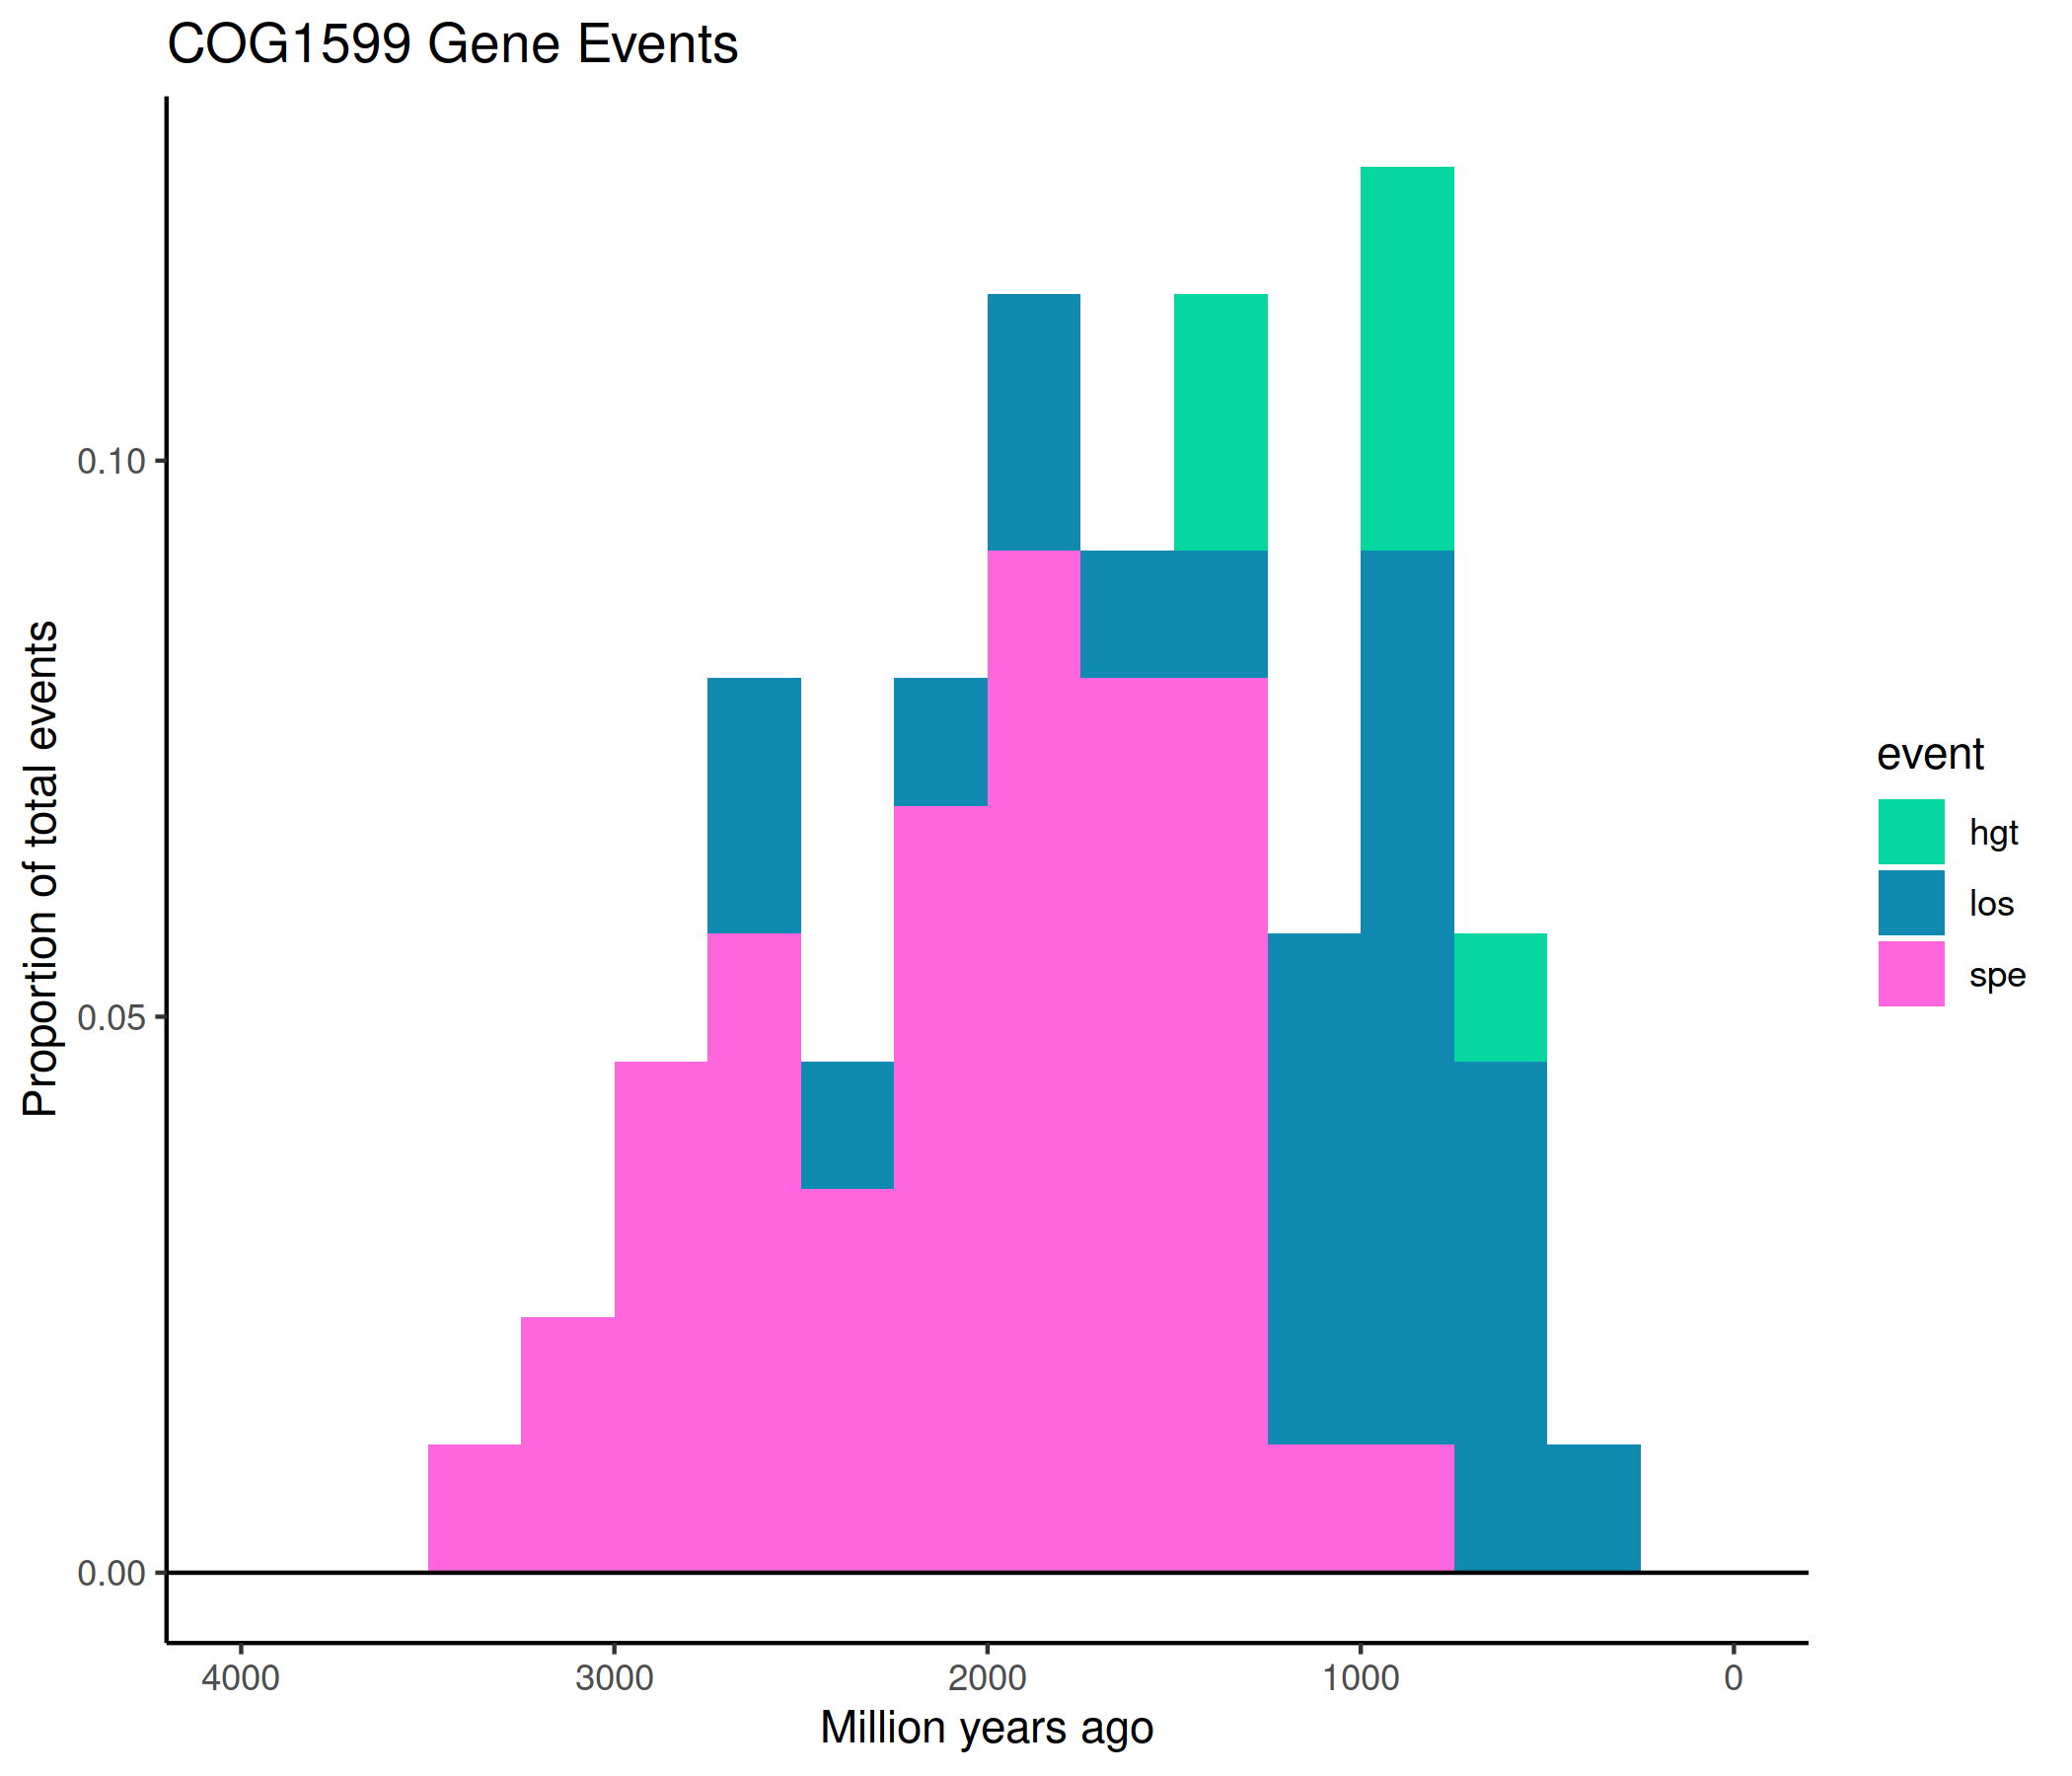 COG1599 Gene Events
Proportion of total events
0.10
0.05
0.00
4000 3000 2000 1000 0
Million years ago
event
hgt
los
spe